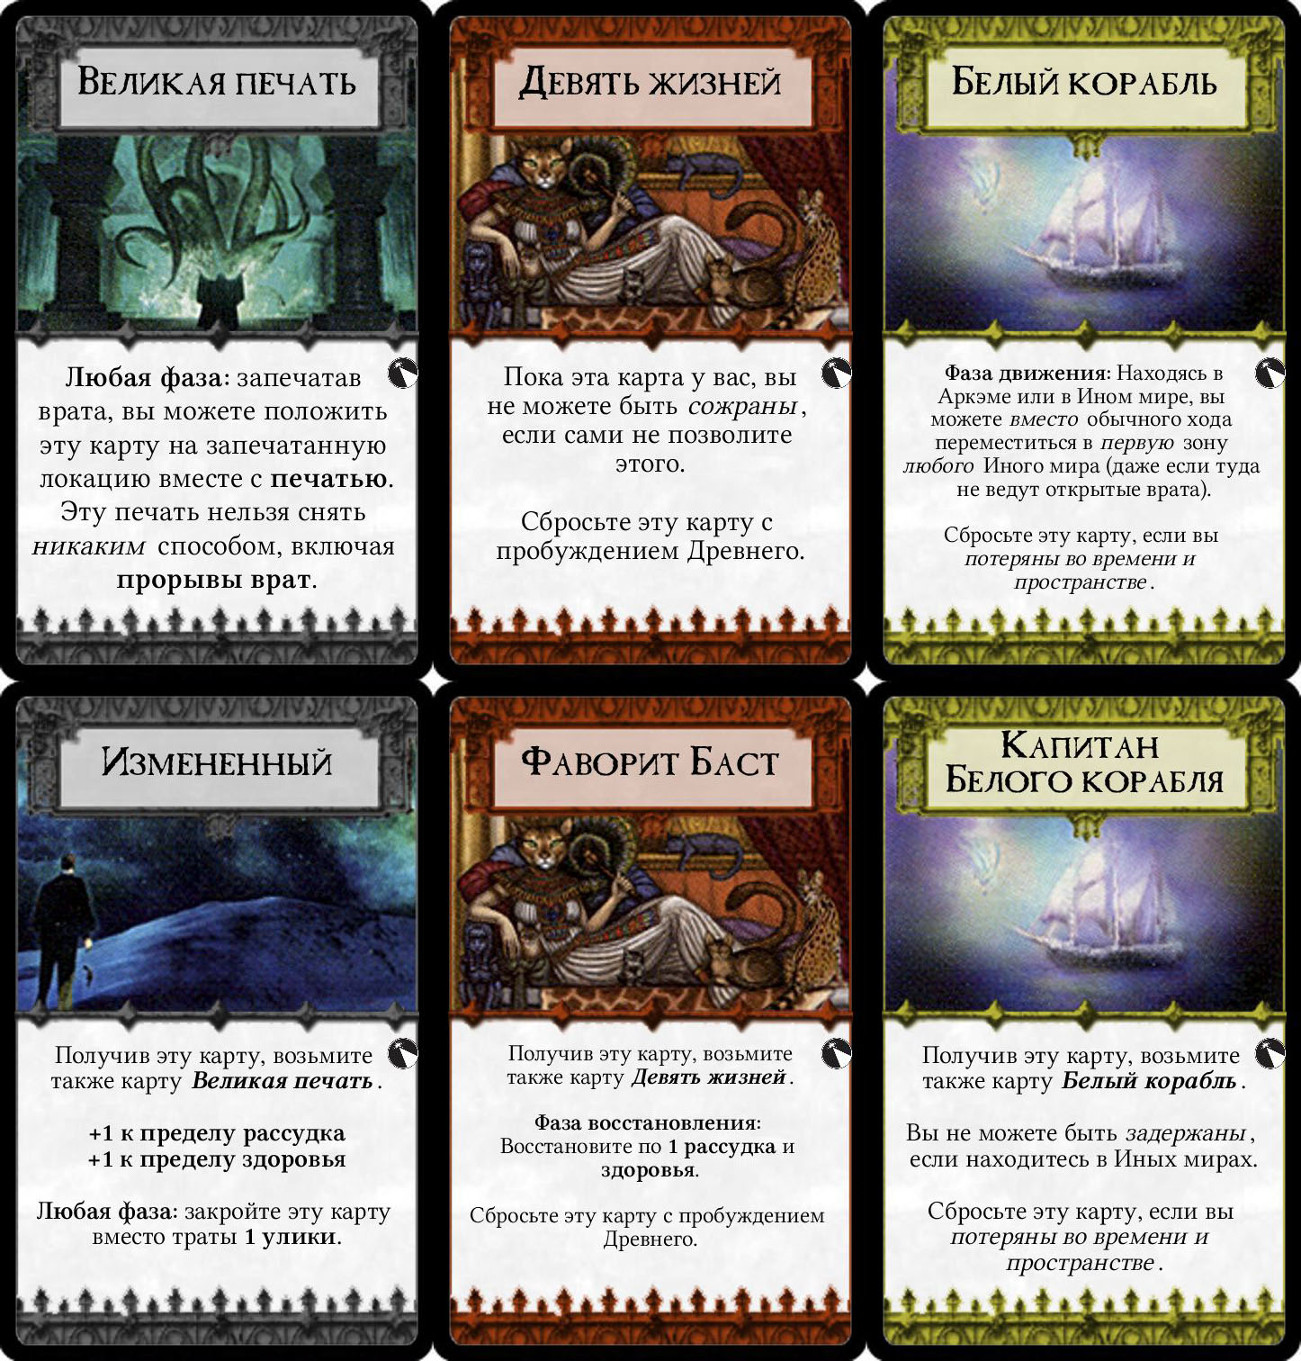 Великая печать
Любая фаза: запечатав
врата, вы можете положить
эту карту на запечатанную
локацию вместе с печатью.
Эту печать нельзя снять
никаким способом, включая
прорывы врат.
Девять жизней
Пока эта карта у вас, вы
не можете быть сожраны,
если сами не позволите
этого.
Сбросьте эту карту с
пробуждением Древнего.
Белый корабль
Фаза движения: Находясь в
Аркэме или в Ином мире, вы
можете вместо обычного хода
переместиться в первую зону
любого Иного мира (даже если туда
не ведут открытые врата).
Сбросьте эту карту, если вы
потеряны во времени и
пространстве.
Измененный
Получив эту карту, возьмите
также карту Великая печать.
+1 к пределу рассудка
+1 к пределу здоровья
Любая фаза: закройте эту карту
вместо траты 1 улики.
Фаворит Баст
Получив эту карту, возьмите
также карту Девять жизней.
Фаза восстановления:
Восстановите по 1 рассудка и
здоровья.
Сбросьте эту карту с пробуждением
Древнего.
Капитан
Белого корабля
Получив эту карту, возьмите
также карту Белый корабль.
Вы не можете быть задержаны,
если находитесь в Иных мирах.
Сбросьте эту карту, если вы
потеряны во времени и
пространстве.